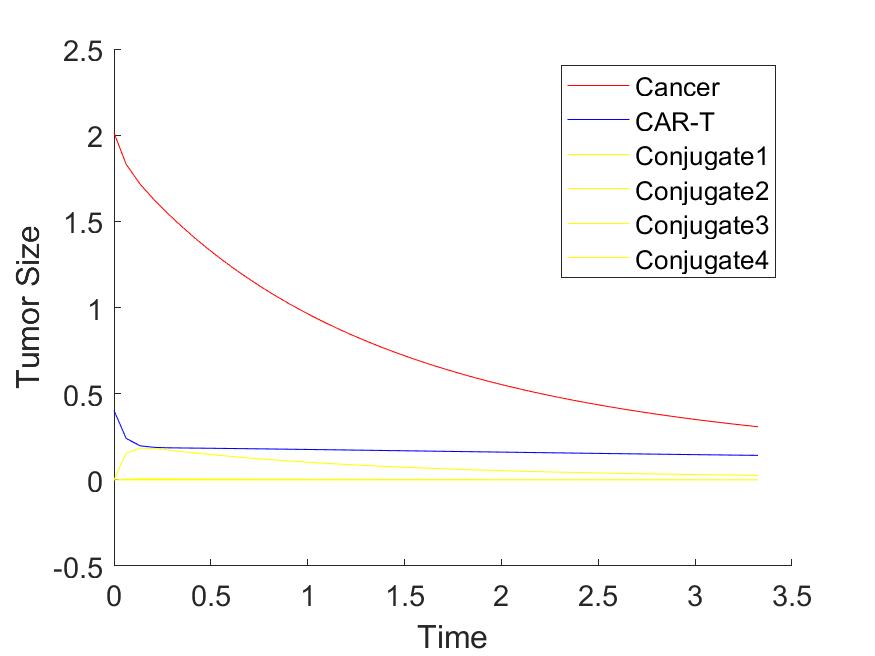 2.5
2
1.5
1
0.5
0
-0.5
0 0.5 1 1.5 2 2.5 3 3.5
Time
Tumor Size
Cancer
CAR-T
Conjugate1
Conjugate2
Conjugate3
Conjugate4